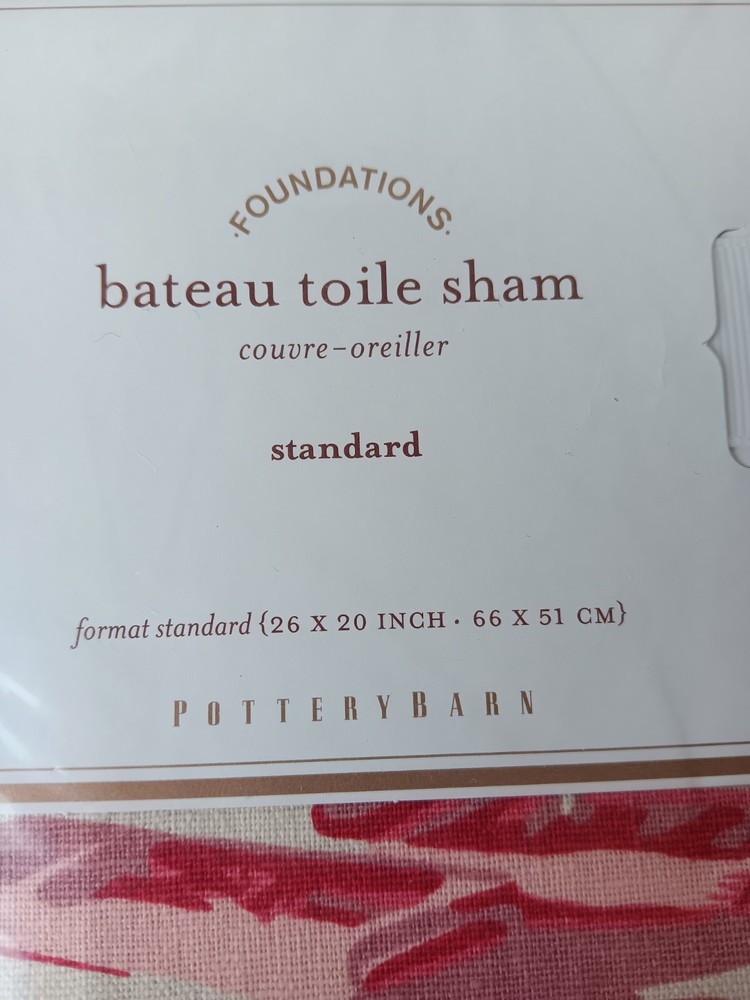 ·FOUNDATIONS·
bateau toile sham
couvre-oreiller
standard
format standard {26 X 20 INCH · 66 X 51 CM}
POTTERYBARN